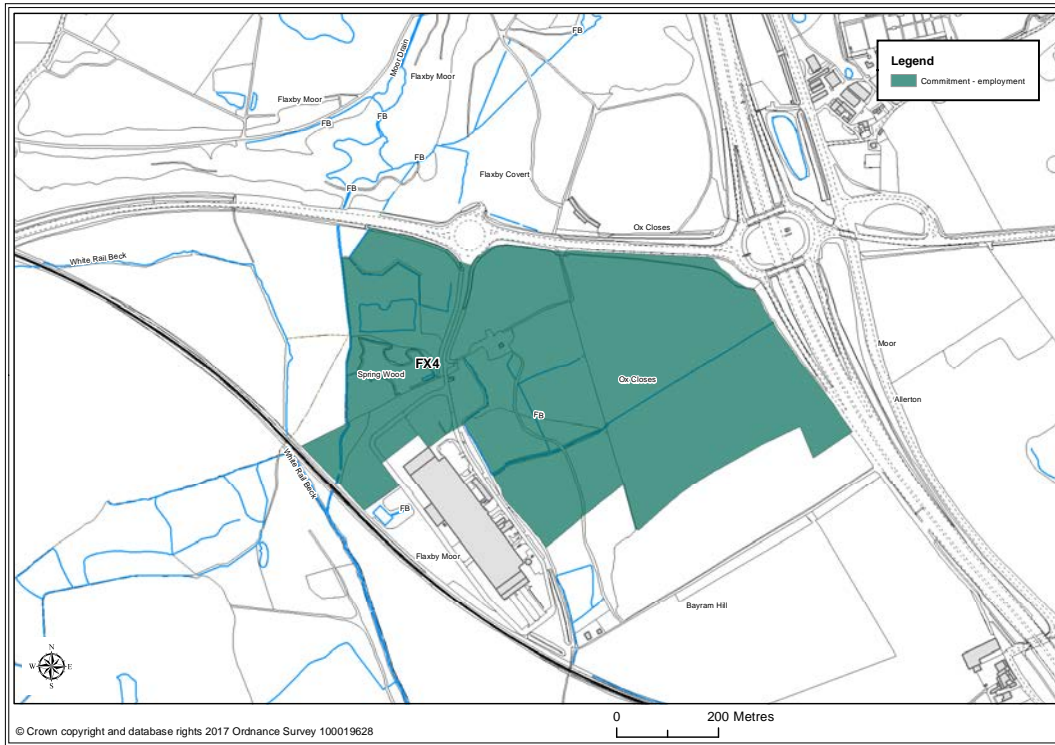 FB
Moor Drain
Flaxby Moor
Legend
Commitment - employment
Flaxby Moor
FB
FB
FB
Flaxby Covert
FB
Ox Closes
White Rail Beck
Moor
FX4
Spring Wood
Ox Closes
Allerton
FB
White Rail Beck
FB
Flaxby Moor
Bayram Hill
N
W E
S
0 200 Metres
© Crown copyright and database rights 2017 Ordnance Survey 100019628